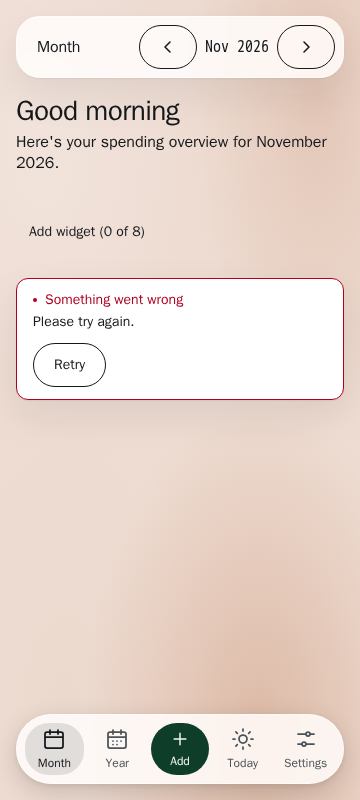 Month
Nov 2026
Good morning
Here's your spending overview for November
2026.
Add widget (0 of 8)
• Something went wrong
Please try again.
Retry
Month
Year
Add
Today
Settings